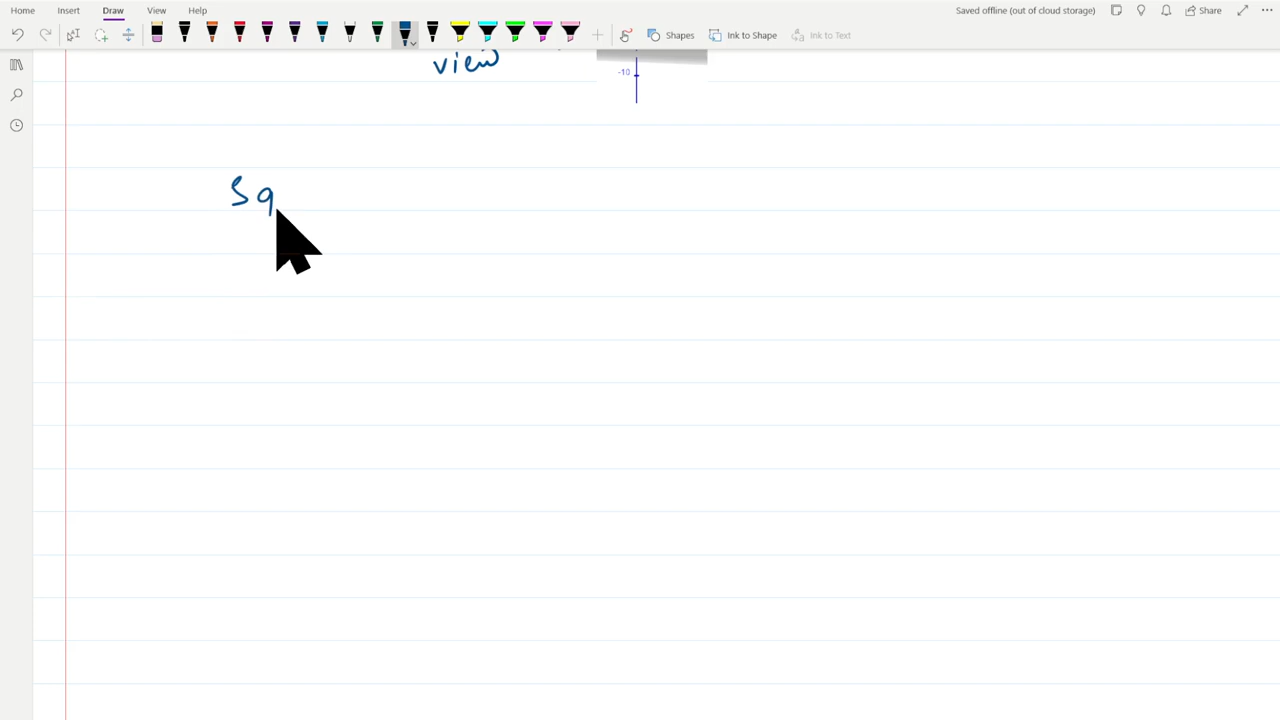 Home Insert Draw View Help Saved offline (out of cloud storage) Share
Shapes Ink to Shape Ink to Text
view
-10
Sq